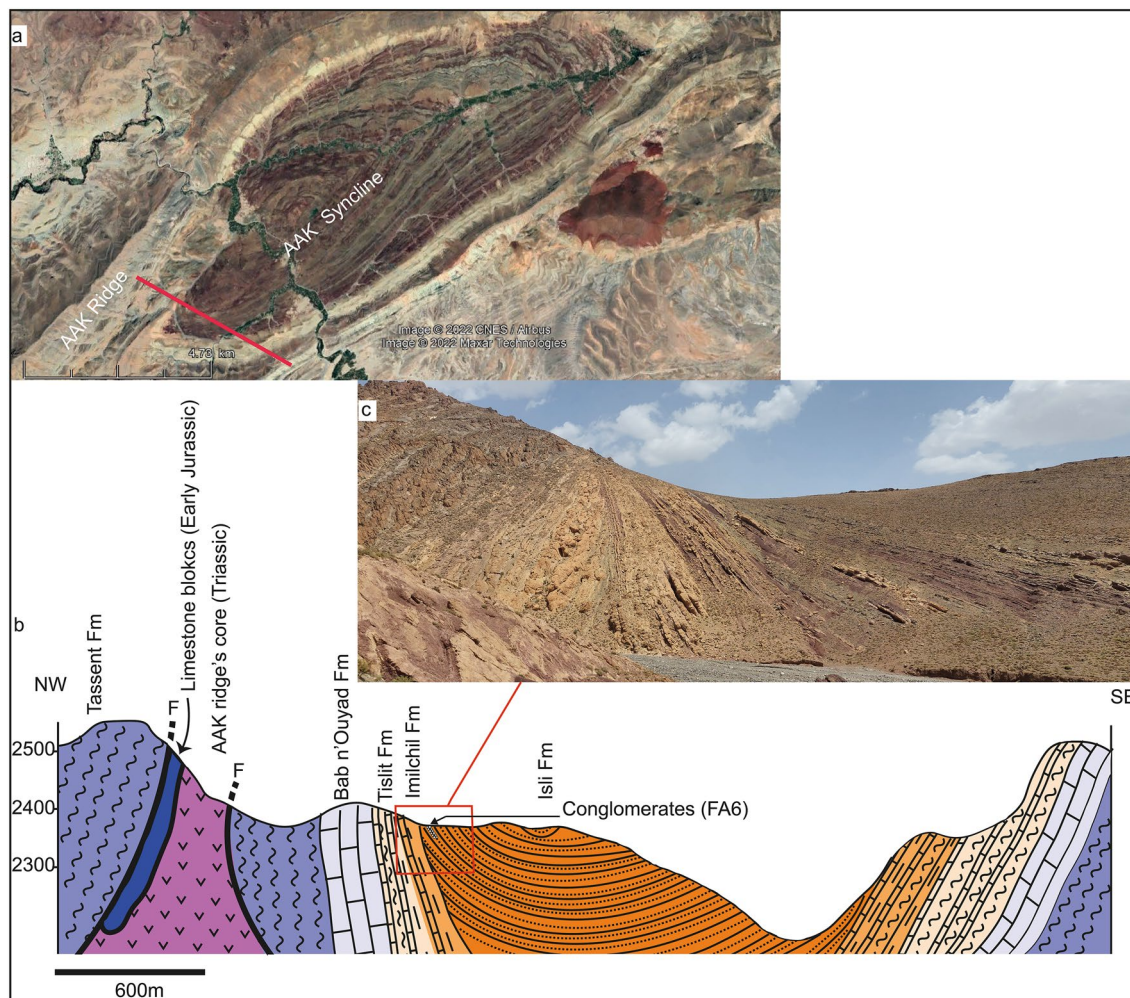 a
AAK Ridge
AAK Syncline
4.73 km
Image © 2022 CNES / Airbus
Image © 2022 Maxar Technologies
c
b
NW
SE
Tassent Fm
F
Limestone blokcs (Early Jurassic)
AAK ridge's core (Triassic)
F
Bab n'Ouyad Fm
Tislit Fm
Imilchil Fm
Isli Fm
Conglomerates (FA6)
2500
2400
2300
600m